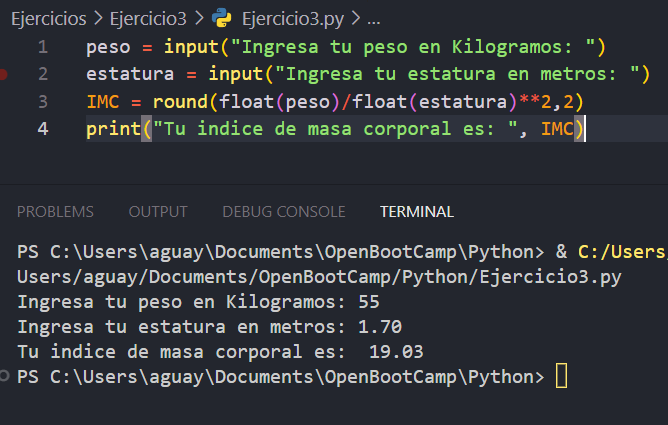 Ejercicios > Ejercicio3 > Ejercicio3.py > ...
1 peso = input("Ingresa tu peso en Kilogramos: ")
2 estatura = input("Ingresa tu estatura en metros: ")
3 IMC = round(float(peso)/float(estatura)**2,2)
4 print("Tu indice de masa corporal es: ", IMC)
PROBLEMS OUTPUT DEBUG CONSOLE TERMINAL
PS C:\Users\aguay\Documents\OpenBootCamp\Python> & C:/Users/
Users/aguay/Documents/OpenBootCamp/Python/Ejercicio3.py
Ingresa tu peso en Kilogramos: 55
Ingresa tu estatura en metros: 1.70
Tu indice de masa corporal es:  19.03
PS C:\Users\aguay\Documents\OpenBootCamp\Python>